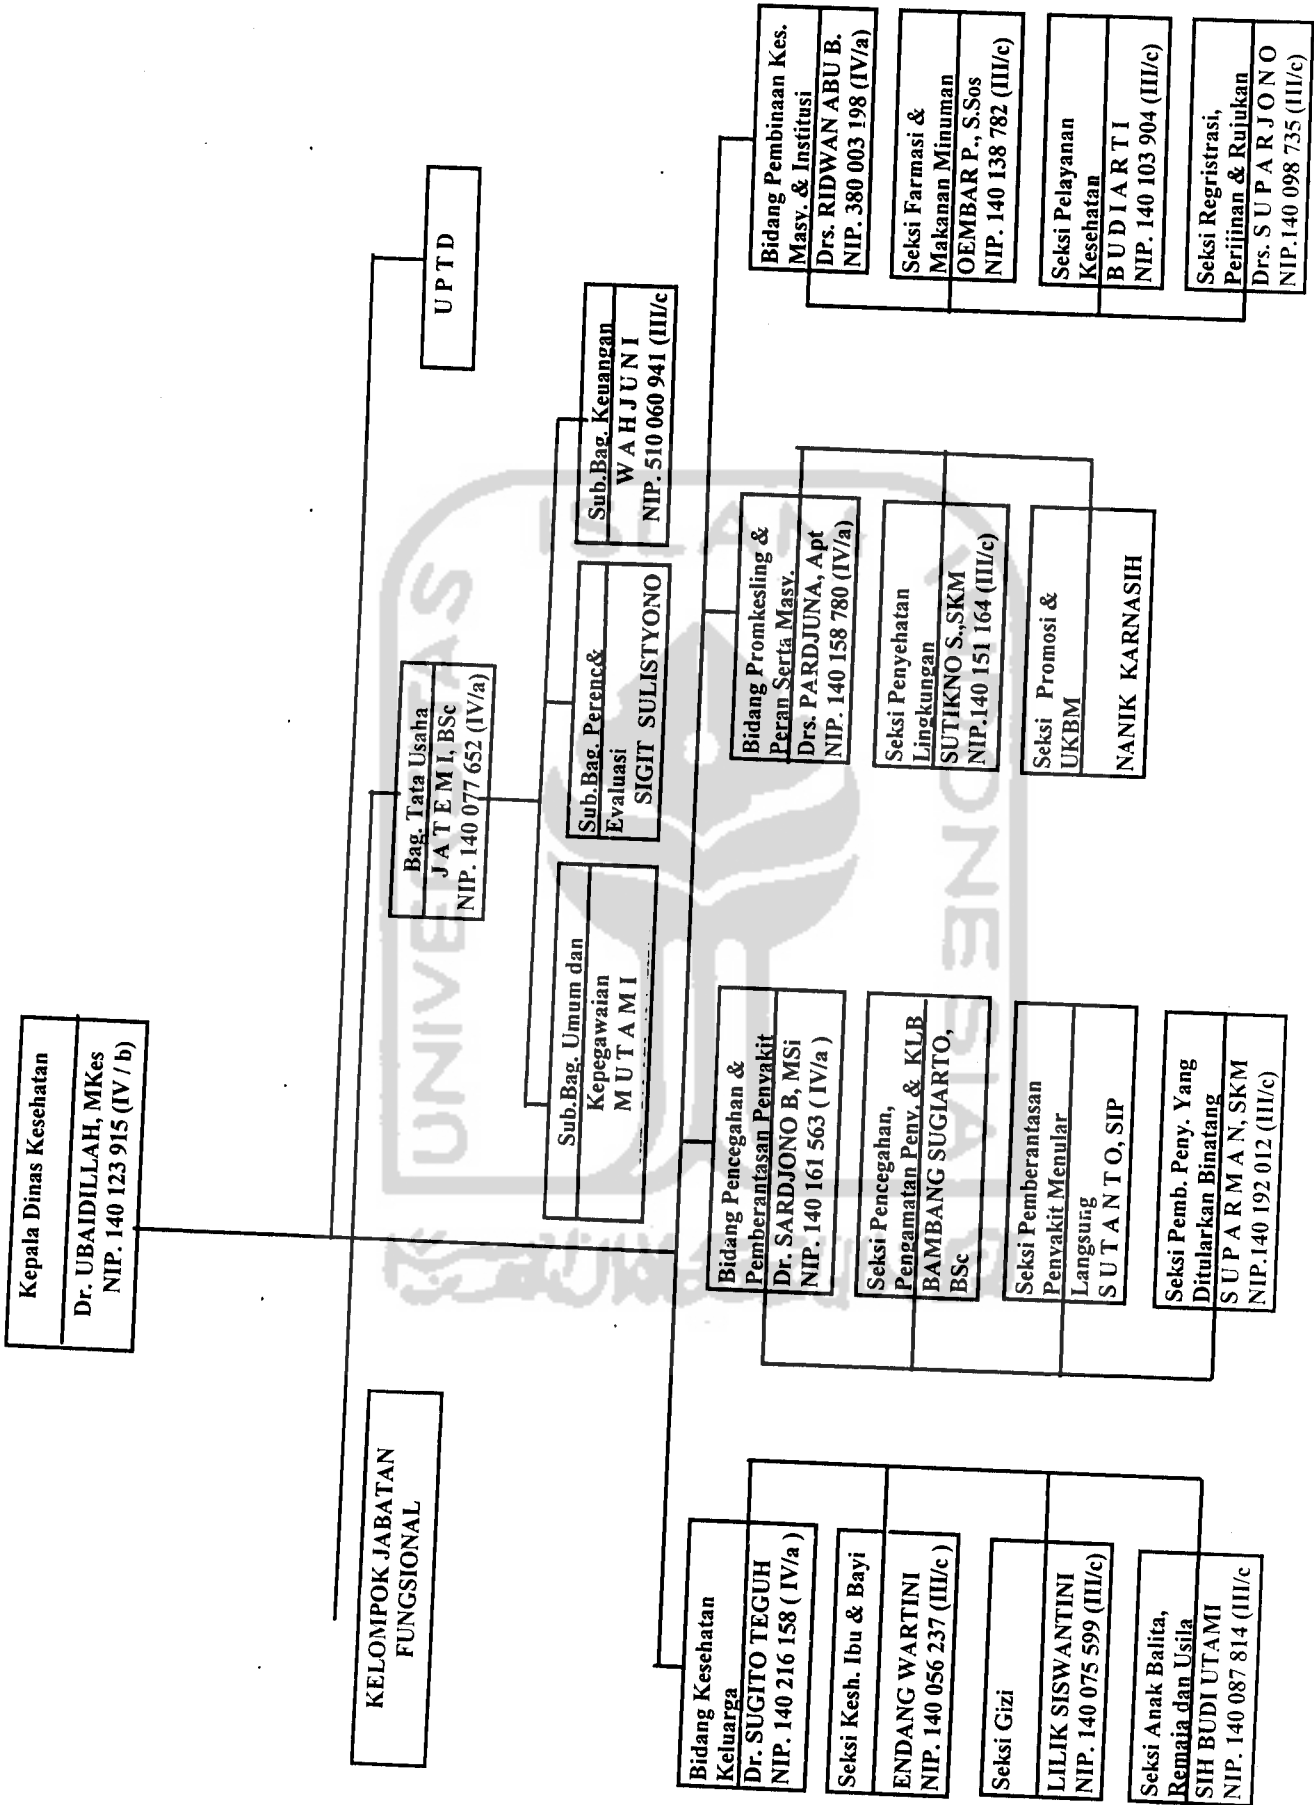 Kepala Dinas Kesehatan
Dr. UBAIDILLAH, MKes
NIP. 140 123 915 (IV / b)
KELOMPOK JABATAN
FUNGSIONAL
U P T D
Bag. Tata Usaha
J A T E M I, BSc
NIP. 140 077 652 (IV/a)
Sub.Bag. Umum dan
Kepegawaian
M U T A M I
Sub.Bag. Perenc&
Evaluasi
SIGIT SULISTYONO
Sub.Bag. Keuangan
W A H J U N I
NIP. 510 060 941 (III/c
Bidang Kesehatan
Keluarga
Dr. SUGITO TEGUH
NIP. 140 216 158 ( IV/a )
Seksi Kesh. Ibu & Bayi
ENDANG WARTINI
NIP. 140 056 237 (III/c )
Seksi Gizi
LILIK SISWANTINI
NIP. 140 075 599 (III/c)
Seksi Anak Balita,
Remaja dan Usila
SIH BUDI UTAMI
NIP. 140 087 814 (III/c
Bidang Pencegahan &
Pemberantasan Penyakit
Dr. SARDJONO B, MSi
NIP. 140 161 563 ( IV/a )
Seksi Pencegahan,
Pengamatan Peny. & KLB
BAMBANG SUGIARTO,
BSc
Seksi Pemberantasan
Penyakit Menular
Langsung
S U T A N T O, SIP
Seksi Pemb. Peny. Yang
Ditularkan Binatang
S U P A R M A N, SKM
NIP.140 192 012 (III/c)
Bidang Promkesling &
Peran Serta Masy.
Drs. PARDJUNA, Apt
NIP. 140 158 780 (IV/a)
Seksi Penyehatan
Lingkungan
SUTIKNO S.,SKM
NIP.140 151 164 (III/c)
Seksi Promosi &
UKBM
NANIK KARNASIH
Bidang Pembinaan Kes.
Masy. & Institusi
Drs. RIDWAN ABU B.
NIP. 380 003 198 (IV/a)
Seksi Farmasi &
Makanan Minuman
OEMBAR P., S.Sos
NIP. 140 138 782 (III/c)
Seksi Pelayanan
Kesehatan
B U D I A R T I
NIP. 140 103 904 (III/c)
Seksi Regristrasi,
Perijinan & Rujukan
Drs. S U P A R J O N O
NIP.140 098 735 (III/c)
UNIVERSITAS
ISLAM
INDONESIA